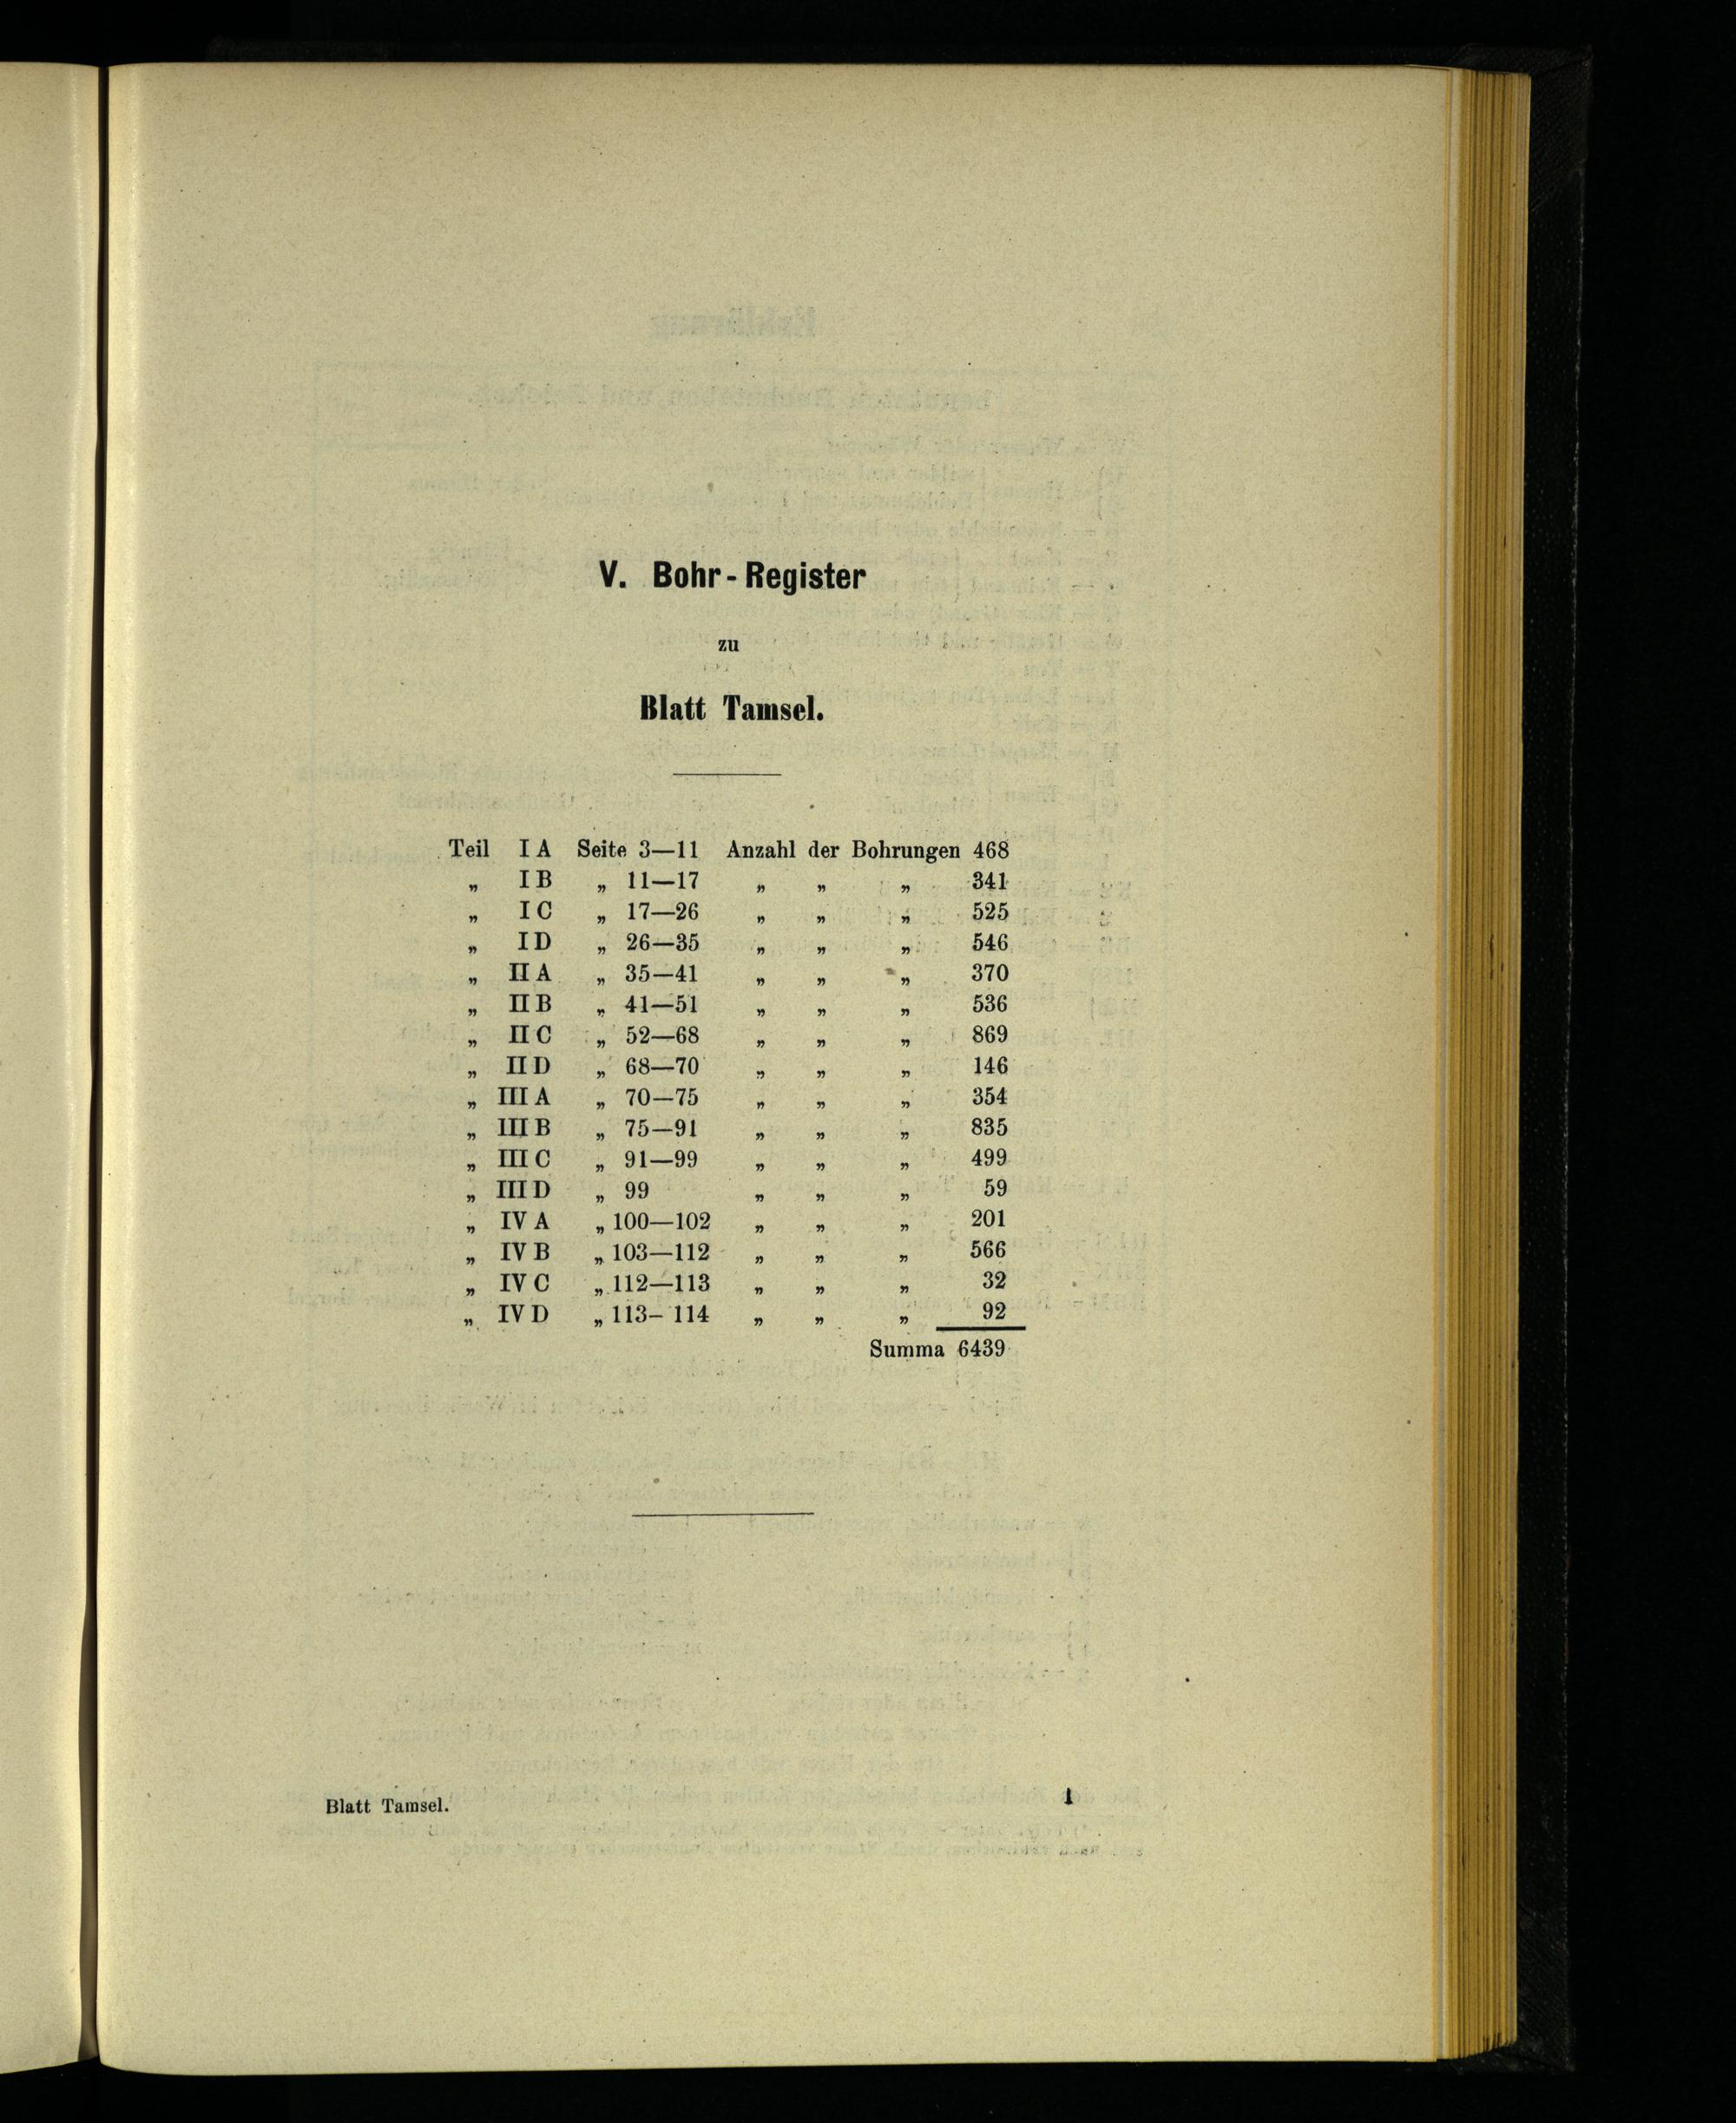 V. Bohr-Register
zu
Blatt Tamsel.
Teil I A Seite 3—11 Anzahl der Bohrungen 468
„ I B „ 11—17 „ „ „ 341
„ I C „ 17—26 „ „ „ 525
„ I D „ 26—35 „ „ „ 546
„ II A „ 35—41 „ „ „ 370
„ II B „ 41—51 „ „ „ 536
„ II C „ 52—68 „ „ „ 869
„ II D „ 68—70 „ „ „ 146
„ III A „ 70—75 „ „ „ 354
„ III B „ 75—91 „ „ „ 835
„ III C „ 91—99 „ „ „ 499
„ III D „ 99 „ „ „ 59
„ IV A „ 100—102 „ „ „ 201
„ IV B „ 103—112 „ „ „ 566
„ IV C „ 112—113 „ „ „ 32
„ IV D „ 113–114 „ „ „ 92
Summa 6439
Blatt Tamsel. 1